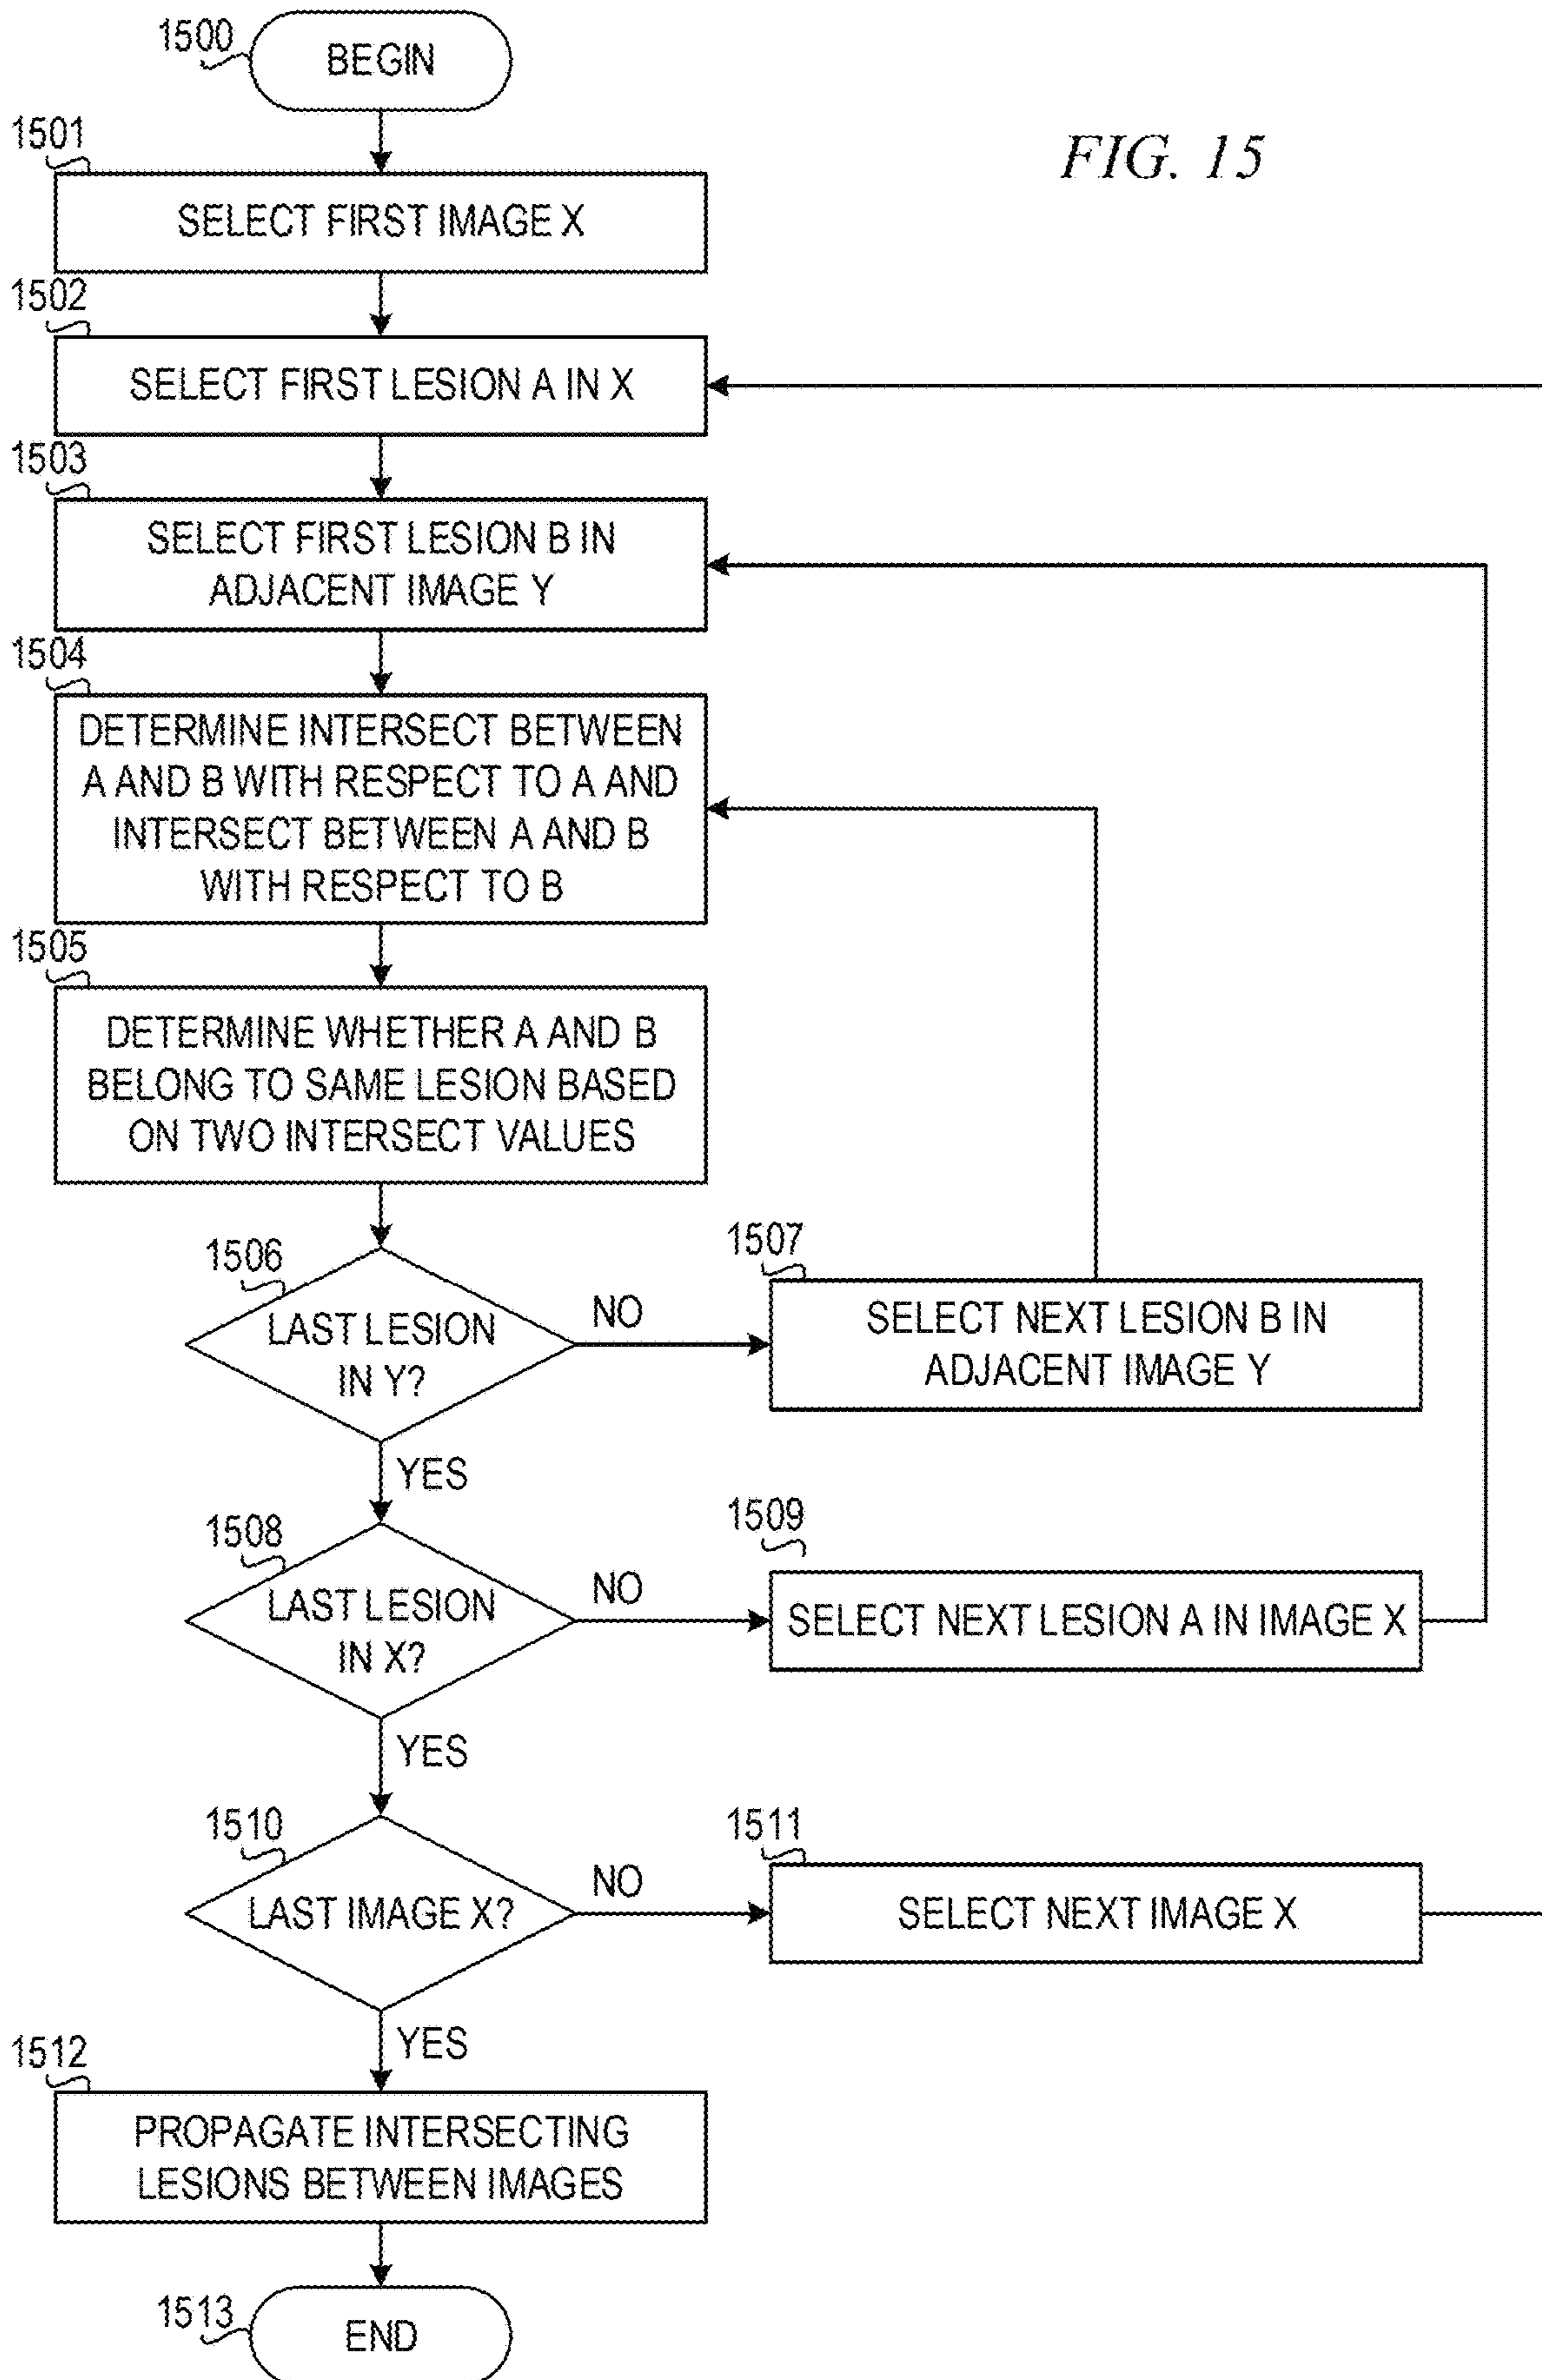 1500
BEGIN
FIG. 15
1501
SELECT FIRST IMAGE X
1502
SELECT FIRST LESION A IN X
1503
SELECT FIRST LESION B IN
ADJACENT IMAGE Y
1504
DETERMINE INTERSECT BETWEEN
A AND B WITH RESPECT TO A AND
INTERSECT BETWEEN A AND B
WITH RESPECT TO B
1505
DETERMINE WHETHER A AND B
BELONG TO SAME LESION BASED
ON TWO INTERSECT VALUES
1506
LAST LESION
IN Y?
NO
1507
SELECT NEXT LESION B IN
ADJACENT IMAGE Y
YES
1508
LAST LESION
IN X?
NO
1509
SELECT NEXT LESION A IN IMAGE X
YES
1510
LAST IMAGE X?
NO
1511
SELECT NEXT IMAGE X
YES
1512
PROPAGATE INTERSECTING
LESIONS BETWEEN IMAGES
1513
END